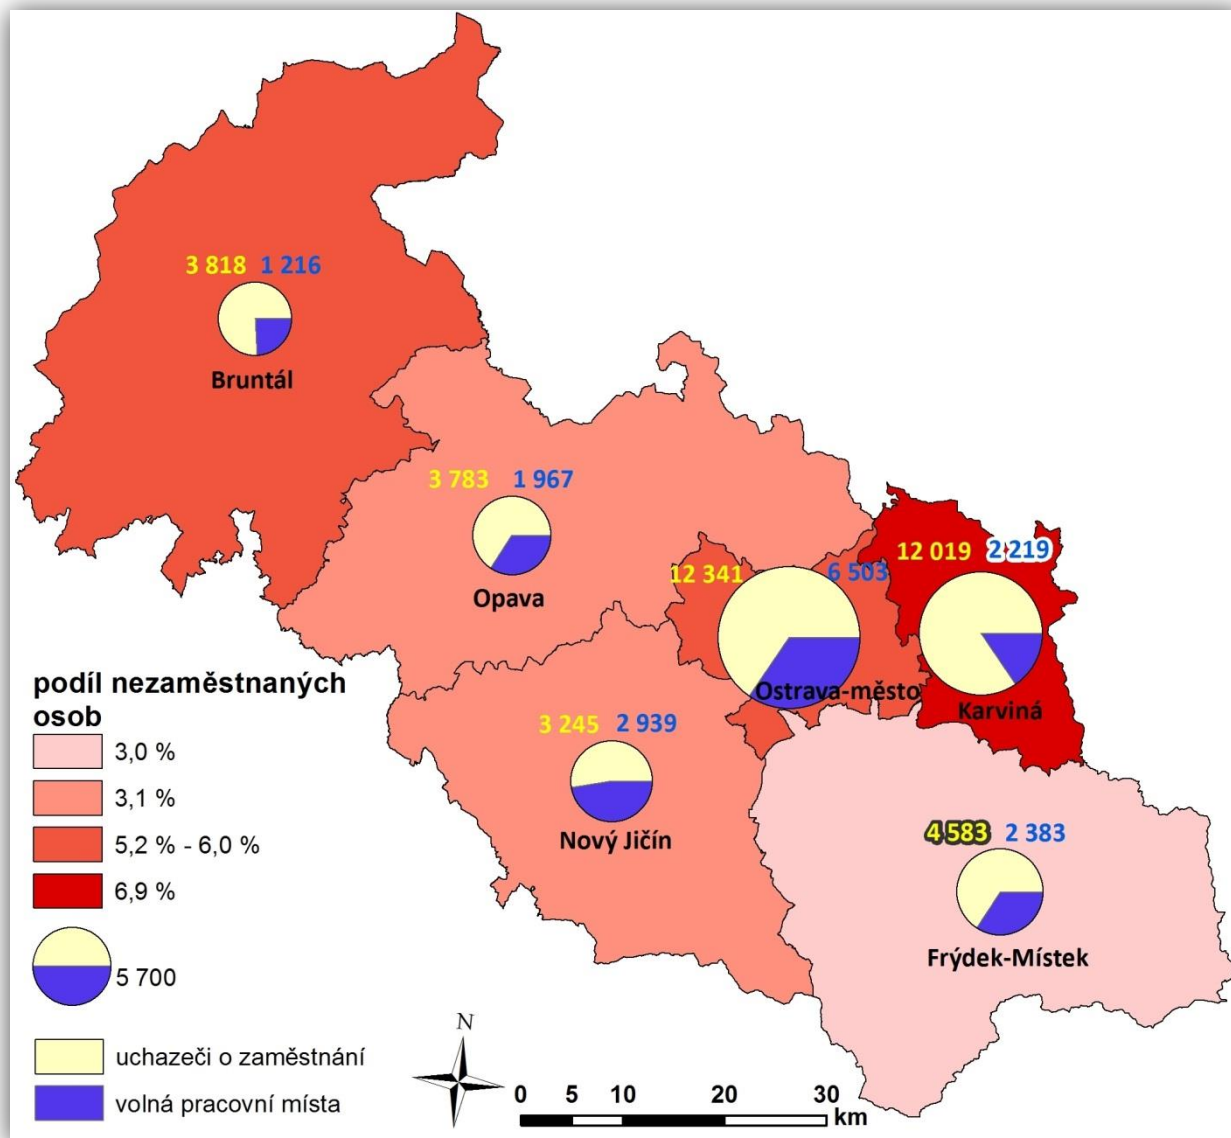 3 818 1 216
Bruntál
3 783 1 967
Opava
12 341 6 503
Ostrava-město
12 019 2 219
Karviná
3 245 2 939
Nový Jičín
4 583 2 383
Frýdek-Místek
podíl nezaměstnaných
osob
3,0 %
3,1 %
5,2 % - 6,0 %
6,9 %
5 700
uchazeči o zaměstnání
volná pracovní místa
N
0 5 10 20 30
km